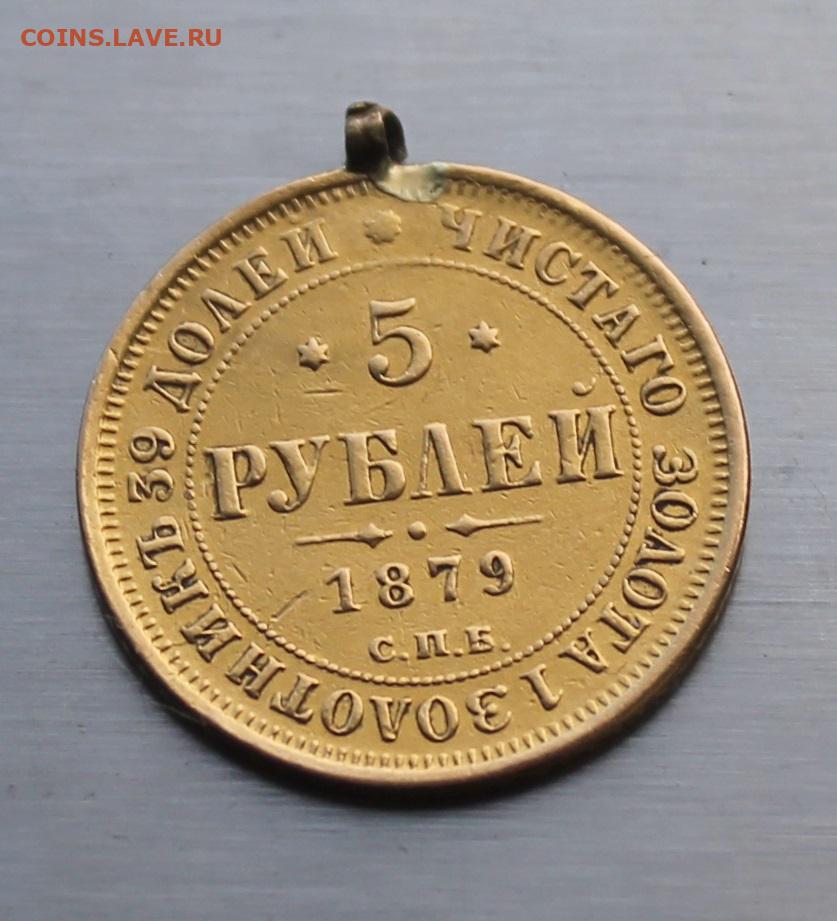 COINS.LAVE.RU
ЧИСТАГО ЗОЛОТА 1 ЗОЛОТНИКЪ 39 ДОЛЕЙ
5
РУБЛЕЙ
1879
С.П.Б.